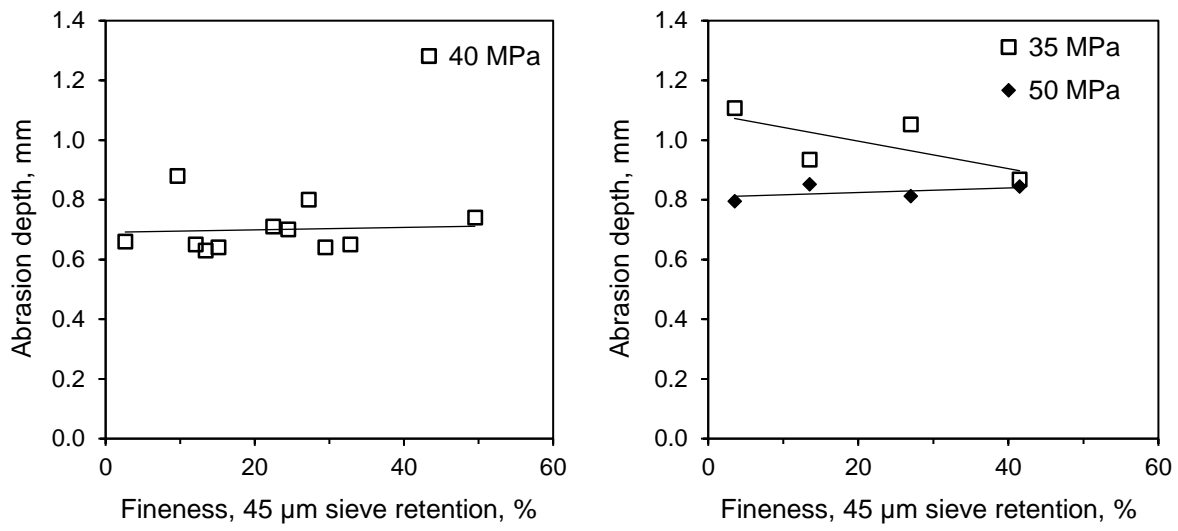 1.4
1.2
1.0
0.8
0.6
0.4
0.2
0.0
Abrasion depth, mm
40 MPa
0 20 40 60
Fineness, 45 µm sieve retention, %
1.4
1.2
1.0
0.8
0.6
0.4
0.2
0.0
Abrasion depth, mm
35 MPa
50 MPa
0 20 40 60
Fineness, 45 µm sieve retention, %